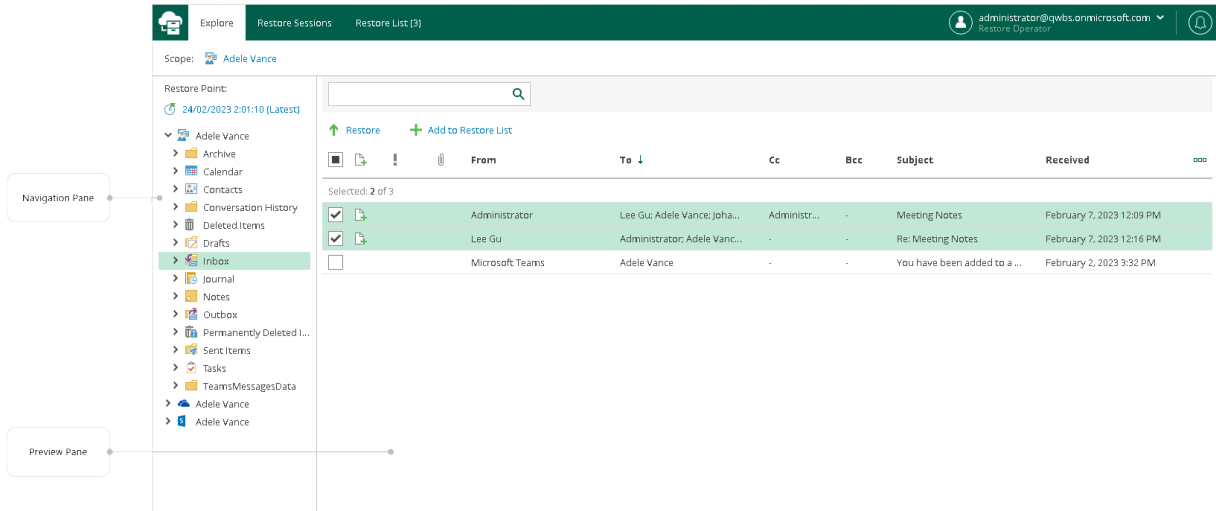 Explore Restore Sessions Restore List (3) administrator@qwbs.onmicrosoft.com
Restore Operator
Scope: Adele Vance
Restore Point:
24/02/2023 2:01:10 (Latest)
Adele Vance
Archive
Calendar
Contacts
Conversation History
Deleted Items
Drafts
Inbox
Journal
Notes
Outbox
Permanently Deleted I...
Sent Items
Tasks
TeamsMessagesData
Adele Vance
Adele Vance
Navigation Pane
Preview Pane
Restore Add to Restore List
From To Cc Bcc Subject Received
Selected: 2 of 3
Administrator Lee Gu; Adele Vance; Joha... Administr... - Meeting Notes February 7, 2023 12:09 PM
Lee Gu Administrator; Adele Vanc... - - Re: Meeting Notes February 7, 2023 12:16 PM
Microsoft Teams Adele Vance - - You have been added to a ... February 2, 2023 3:32 PM